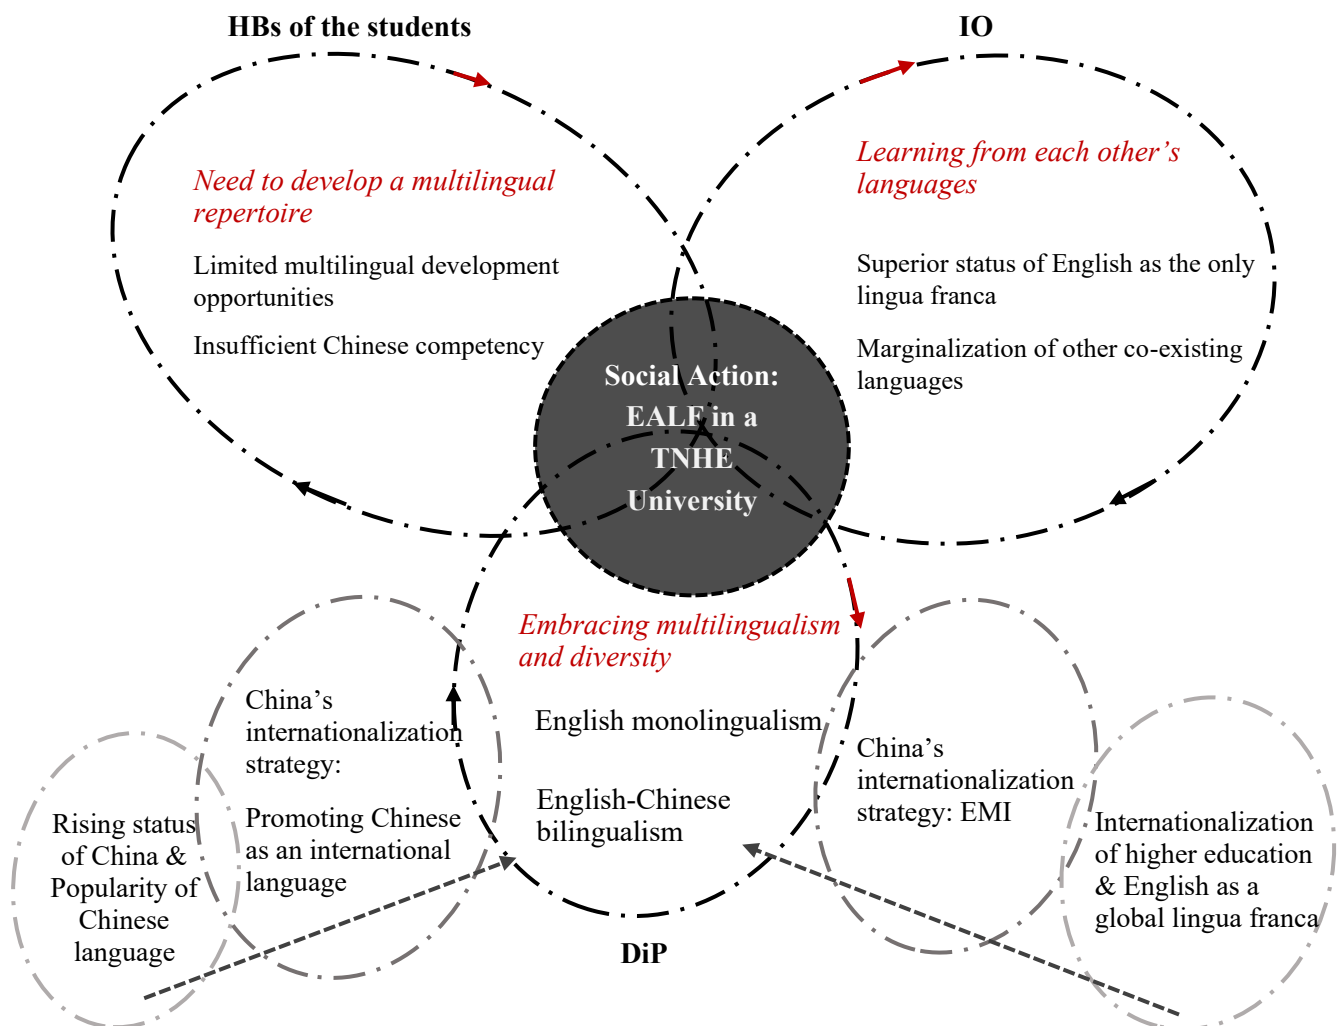 HBs of the students
IO
Need to develop a multilingual
repertoire
Limited multilingual development
opportunities
Insufficient Chinese competency
Learning from each other’s
languages
Superior status of English as the only
lingua franca
Marginalization of other co-existing
languages
Social Action:
EALF in a
TNHE
University
Embracing multilingualism
and diversity
English monolingualism
English-Chinese
bilingualism
DiP
China’s
internationalization
strategy:
Promoting Chinese
as an international
language
Rising status
of China &
Popularity of
Chinese
language
China’s
internationalization
strategy: EMI
Internationalization
of higher education
& English as a
global lingua franca